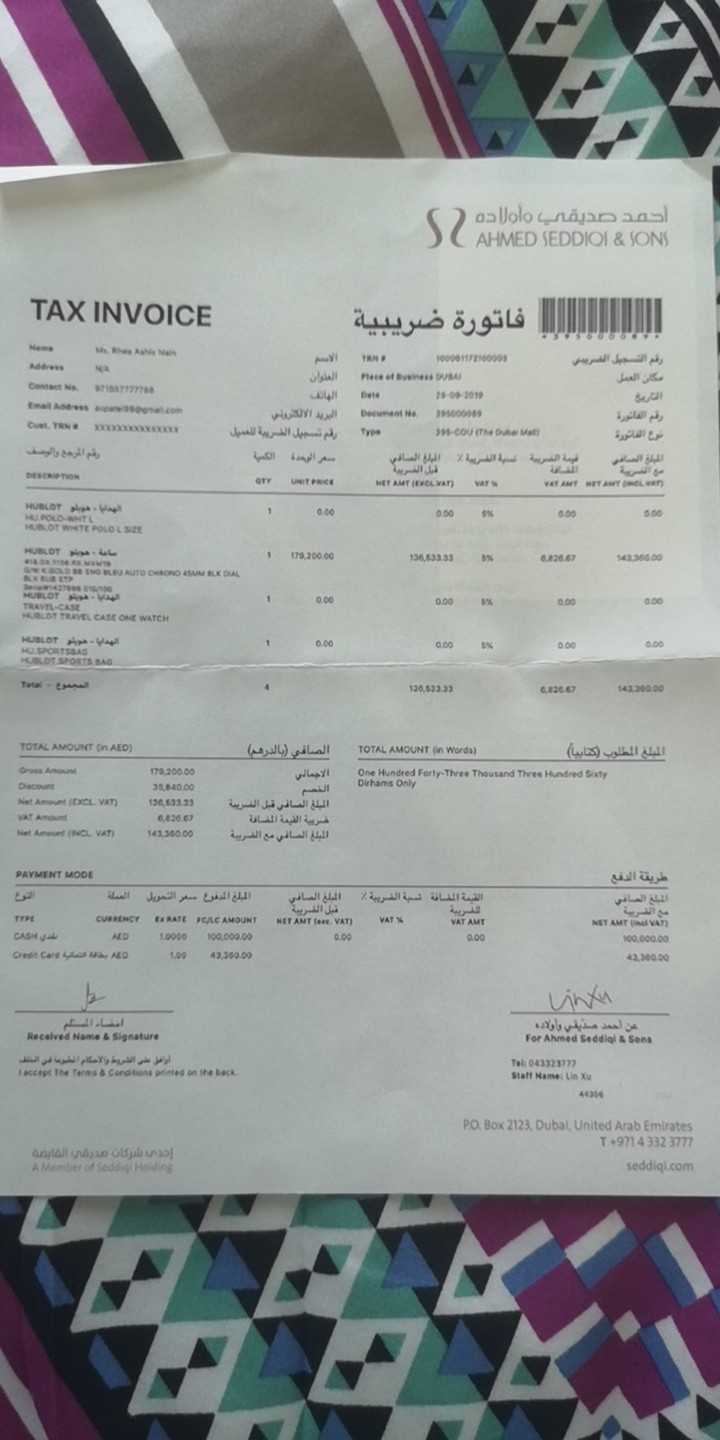 أحمد صديقي وأولاده
AHMED SEDDIQI & SONS
TAX INVOICE فاتورة ضريبية
Name Ms. Rhea Ashis Main الاسم
Address N/A العنوان
Contact No. الهاتف
Email Address البريد الالكتروني
Cust. TRN # XXXXXXXXXXXXXXX رقم تسجيل الضريبة للعميل
TRN # رقم التسجيل الضريبي
Place of Business DUBAI مكان العمل
Date 28-09-2019 التاريخ
Document No. 395000089 رقم الفاتورة
Type 395-COU (The Dubai Mall) نوع الفاتورة
رقم المرجع والوصف الكمية سعر الوحدة المبلغ الصافي قبل الضريبة نسبة الضريبة % قيمة الضريبة المضافة المبلغ الصافي مع الضريبة
DESCRIPTION QTY UNIT PRICE NET AMT (EXCL.VAT) VAT % VAT AMT NET AMT (INCL.VAT)
HUBLOT الهدايا - هوبلو 1 0.00 0.00 5% 0.00 0.00
HU.POLO-WHT L
HUBLOT WHITE POLO L SIZE
HUBLOT ساعة - هوبلو 1 179,200.00 136,533.33 5% 6,826.67 143,360.00
GOLD BB ENG BLEU AUTO CHRONO 45MM BLK DIAL
BLK RUB STP
HUBLOT الهدايا - هوبلو 1 0.00 0.00 5% 0.00 0.00
TRAVEL-CASE
HUBLOT TRAVEL CASE ONE WATCH
HUBLOT الهدايا - هوبلو 1 0.00 0.00 5% 0.00 0.00
HU.SPORTSBAG
HUBLOT SPORTS BAG
Total - المجموع 4 136,533.33 6,826.67 143,360.00
TOTAL AMOUNT (in AED) الصافي (بالدرهم)
Gross Amount 179,200.00 الاجمالي
Discount 35,840.00 الخصم
Net Amount (EXCL. VAT) 136,533.33 المبلغ الصافي قبل الضريبة
VAT Amount 6,826.67 ضريبة القيمة المضافة
Net Amount (INCL. VAT) 143,360.00 المبلغ الصافي مع الضريبة
TOTAL AMOUNT (in Words) المبلغ المطلوب (كتابياً)
One Hundred Forty-Three Thousand Three Hundred Sixty
Dirhams Only
PAYMENT MODE طريقة الدفع
النوع العملة سعر التحويل المبلغ المدفوع المبلغ الصافي قبل الضريبة نسبة الضريبة % القيمة المضافة للضريبة المبلغ الصافي مع الضريبة
TYPE CURRENCY Ex RATE FC/LC AMOUNT NET AMT (exc. VAT) VAT % VAT AMT NET AMT (incl VAT)
CASH نقدي AED 1.0000 100,000.00 0.00 0.00 100,000.00
Credit Card بطاقة ائتمانية AED 1.00 43,360.00 43,360.00
Lin Xu
امضاء المستلم
Received Name & Signature
عن أحمد صديقي وأولاده
For Ahmed Seddiqi & Sons
أوافق على الشروط والأحكام المطبوعة في الخلف
I accept The Terms & Conditions printed on the back.
Tel: 043323777
Staff Name: Lin Xu
44306
P.O. Box 2123, Dubai, United Arab Emirates
T +971 4 332 3777
seddiqi.com
إحدى شركات صديقي القابضة
A Member of Seddiqi Holding